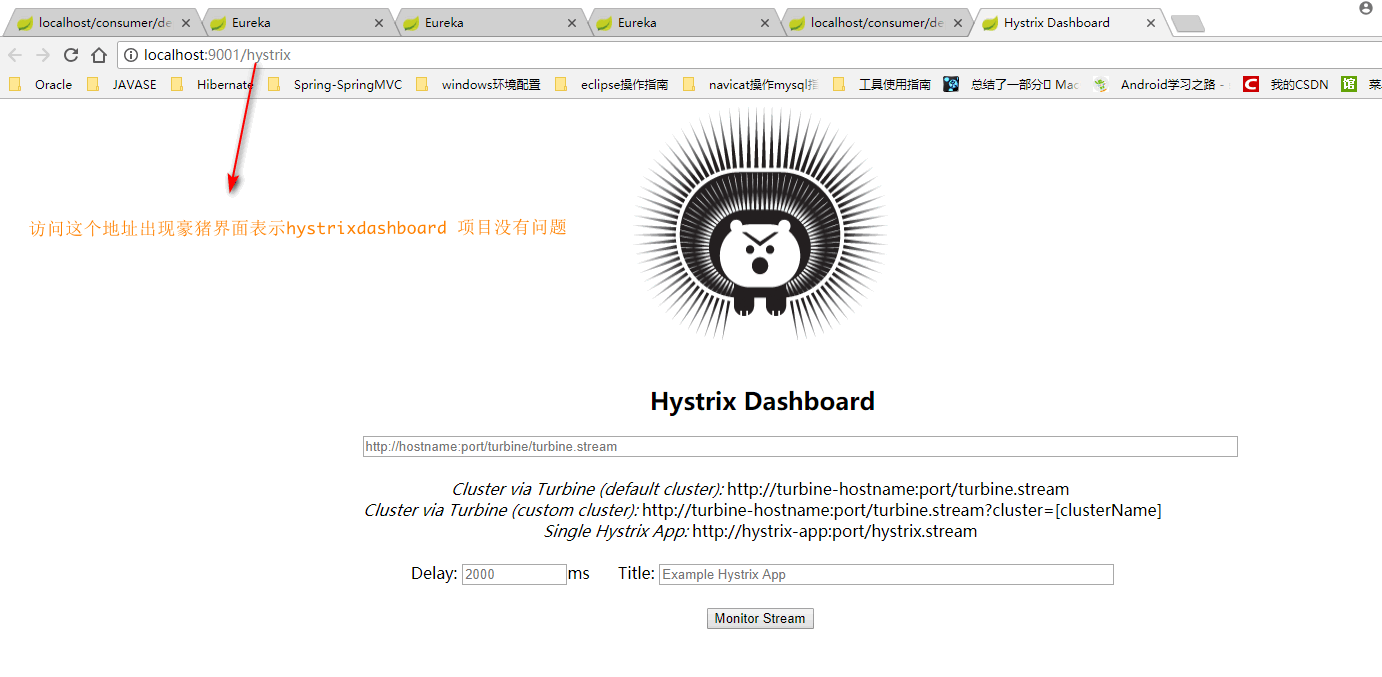 localhost/consumer/de
Eureka
Eureka
Eureka
localhost/consumer/de
Hystrix Dashboard
localhost:9001/hystrix
Oracle
JAVASE
Hibernate
Spring-SpringMVC
windows环境配置
eclipse操作指南
navicat操作mysql指
工具使用指南
总结了一部分 Mac
Android学习之路 -
C
我的CSDN
馆
菜
访问这个地址出现豪猪界面表示hystrixdashboard 项目没有问题
Hystrix Dashboard
http://hostname:port/turbine/turbine.stream
Cluster via Turbine (default cluster): http://turbine-hostname:port/turbine.stream
Cluster via Turbine (custom cluster): http://turbine-hostname:port/turbine.stream?cluster=[clusterName]
Single Hystrix App: http://hystrix-app:port/hystrix.stream
Delay: 2000 ms Title: Example Hystrix App
Monitor Stream